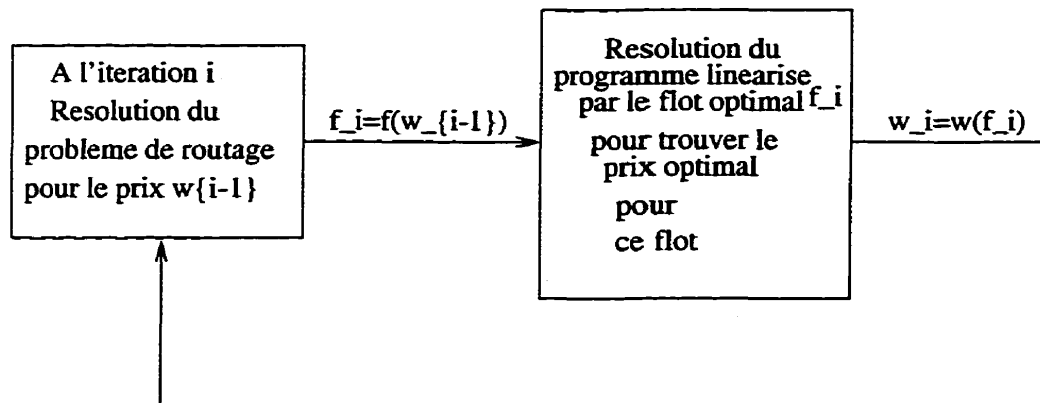 A l'iteration i
Resolution du
probleme de routage
pour le prix w{i-1}
f_i=f(w_{i-1})
Resolution du
programme linearise
par le flot optimal f_i
pour trouver le
prix optimal
pour
ce flot
w_i=w(f_i)